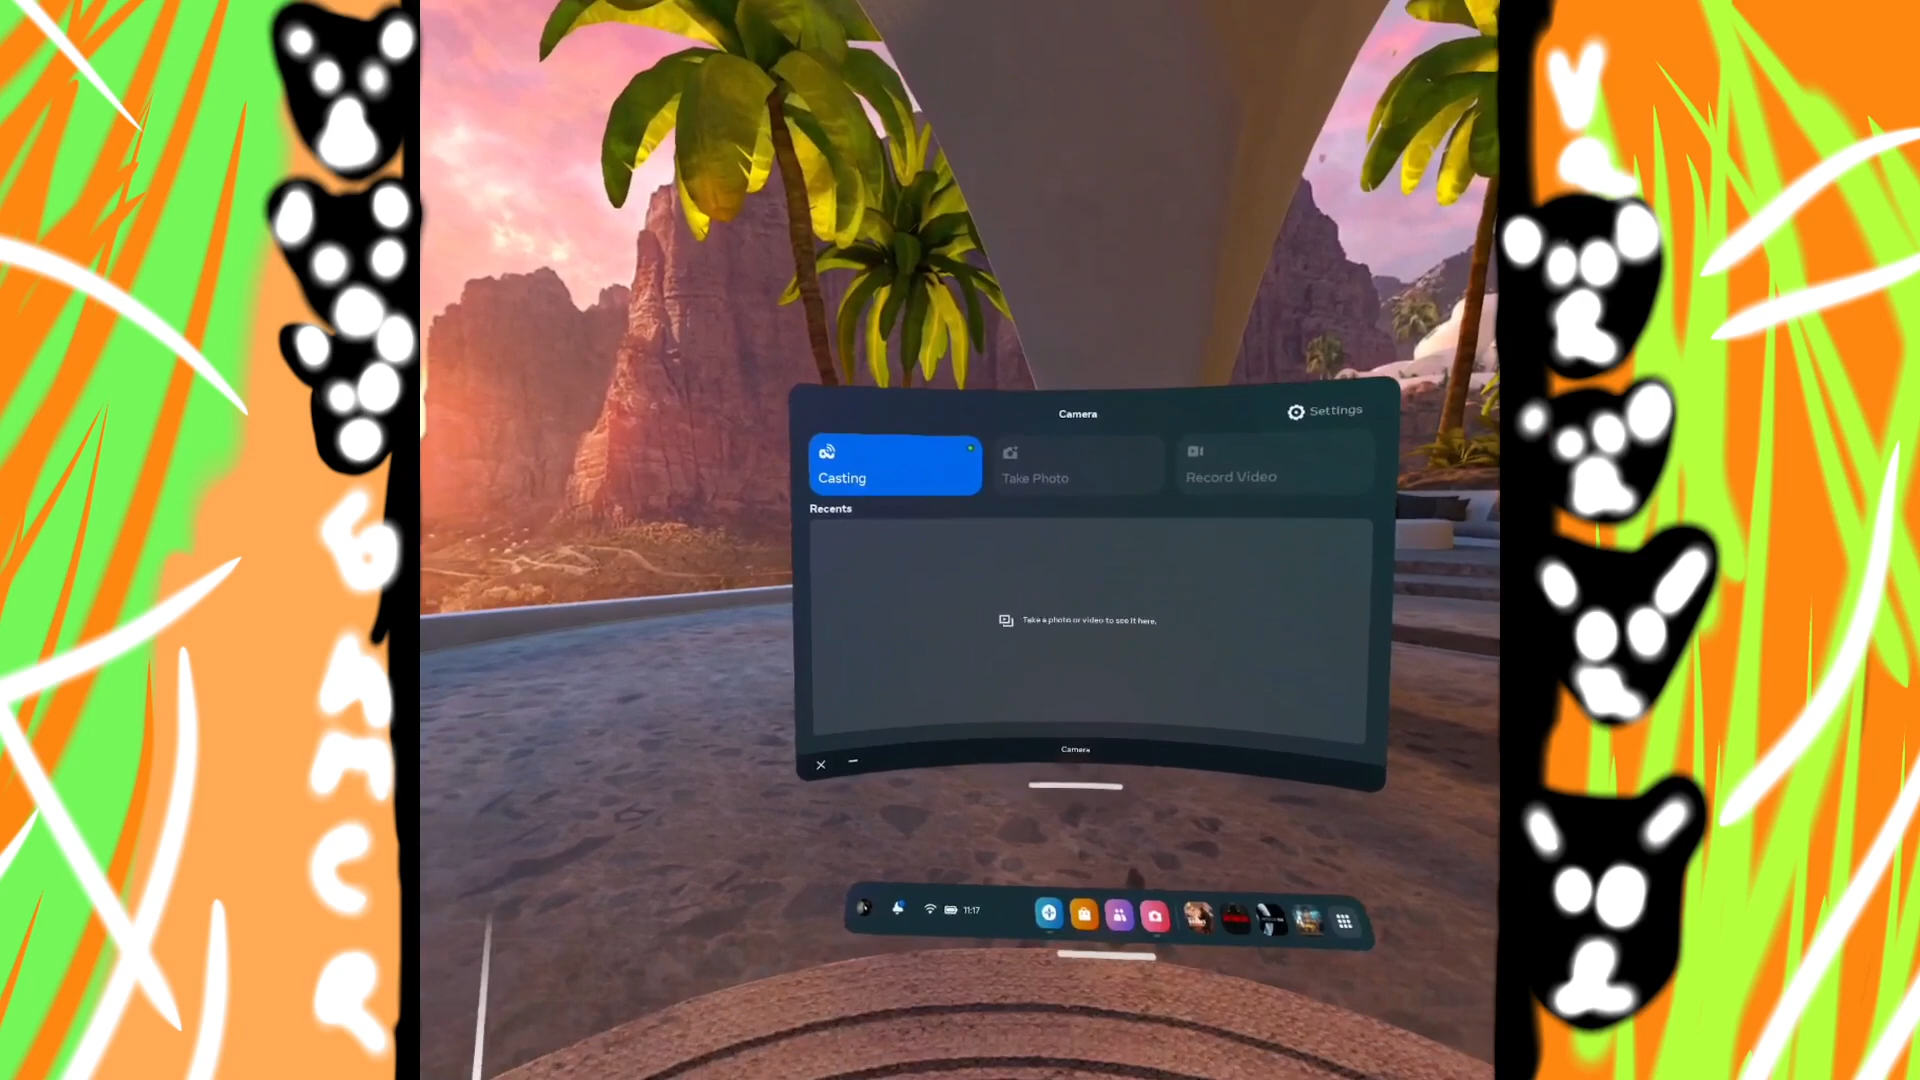 Camera
Settings
Casting
Take Photo
Record Video
Recents
Take a photo or video to see it here.
Camera
11:17